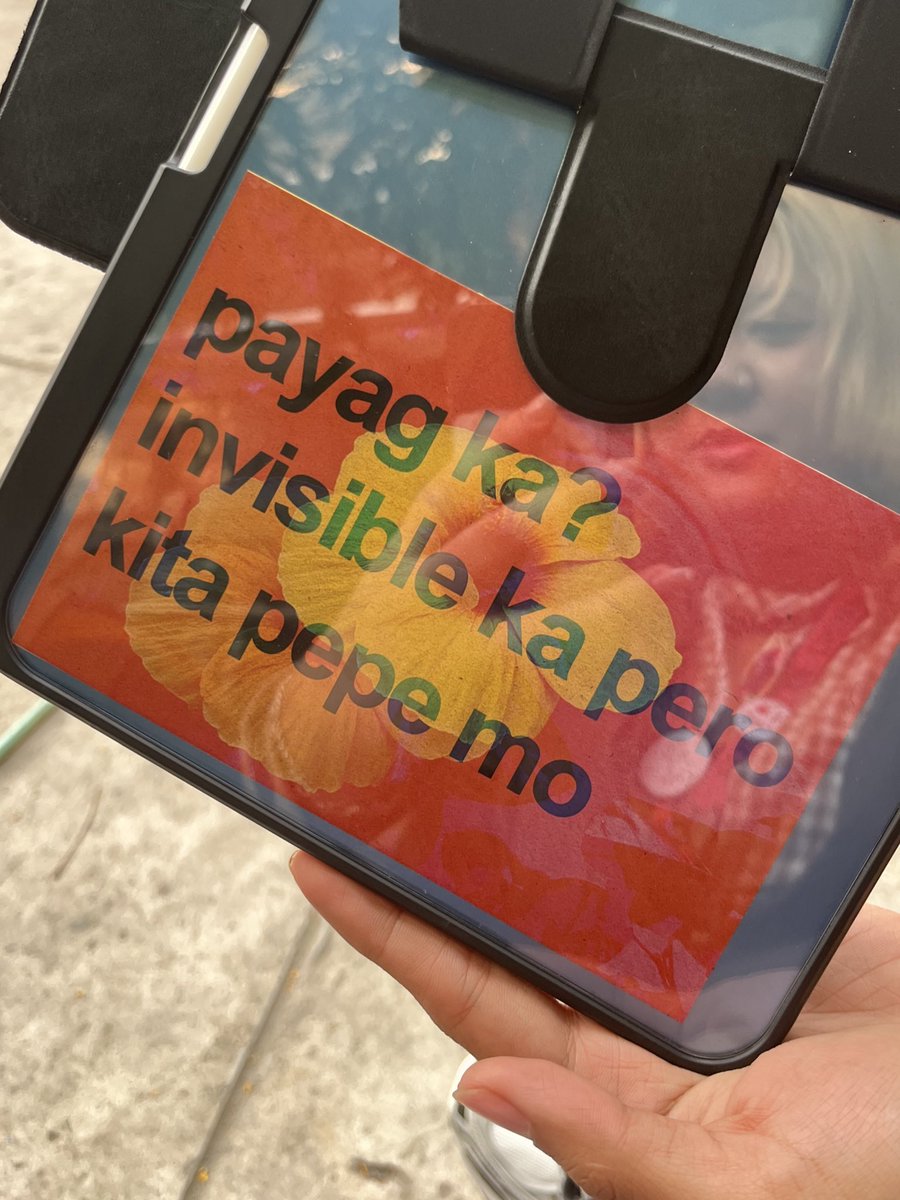 payag ka?
invisible ka pero
kita pepe mo